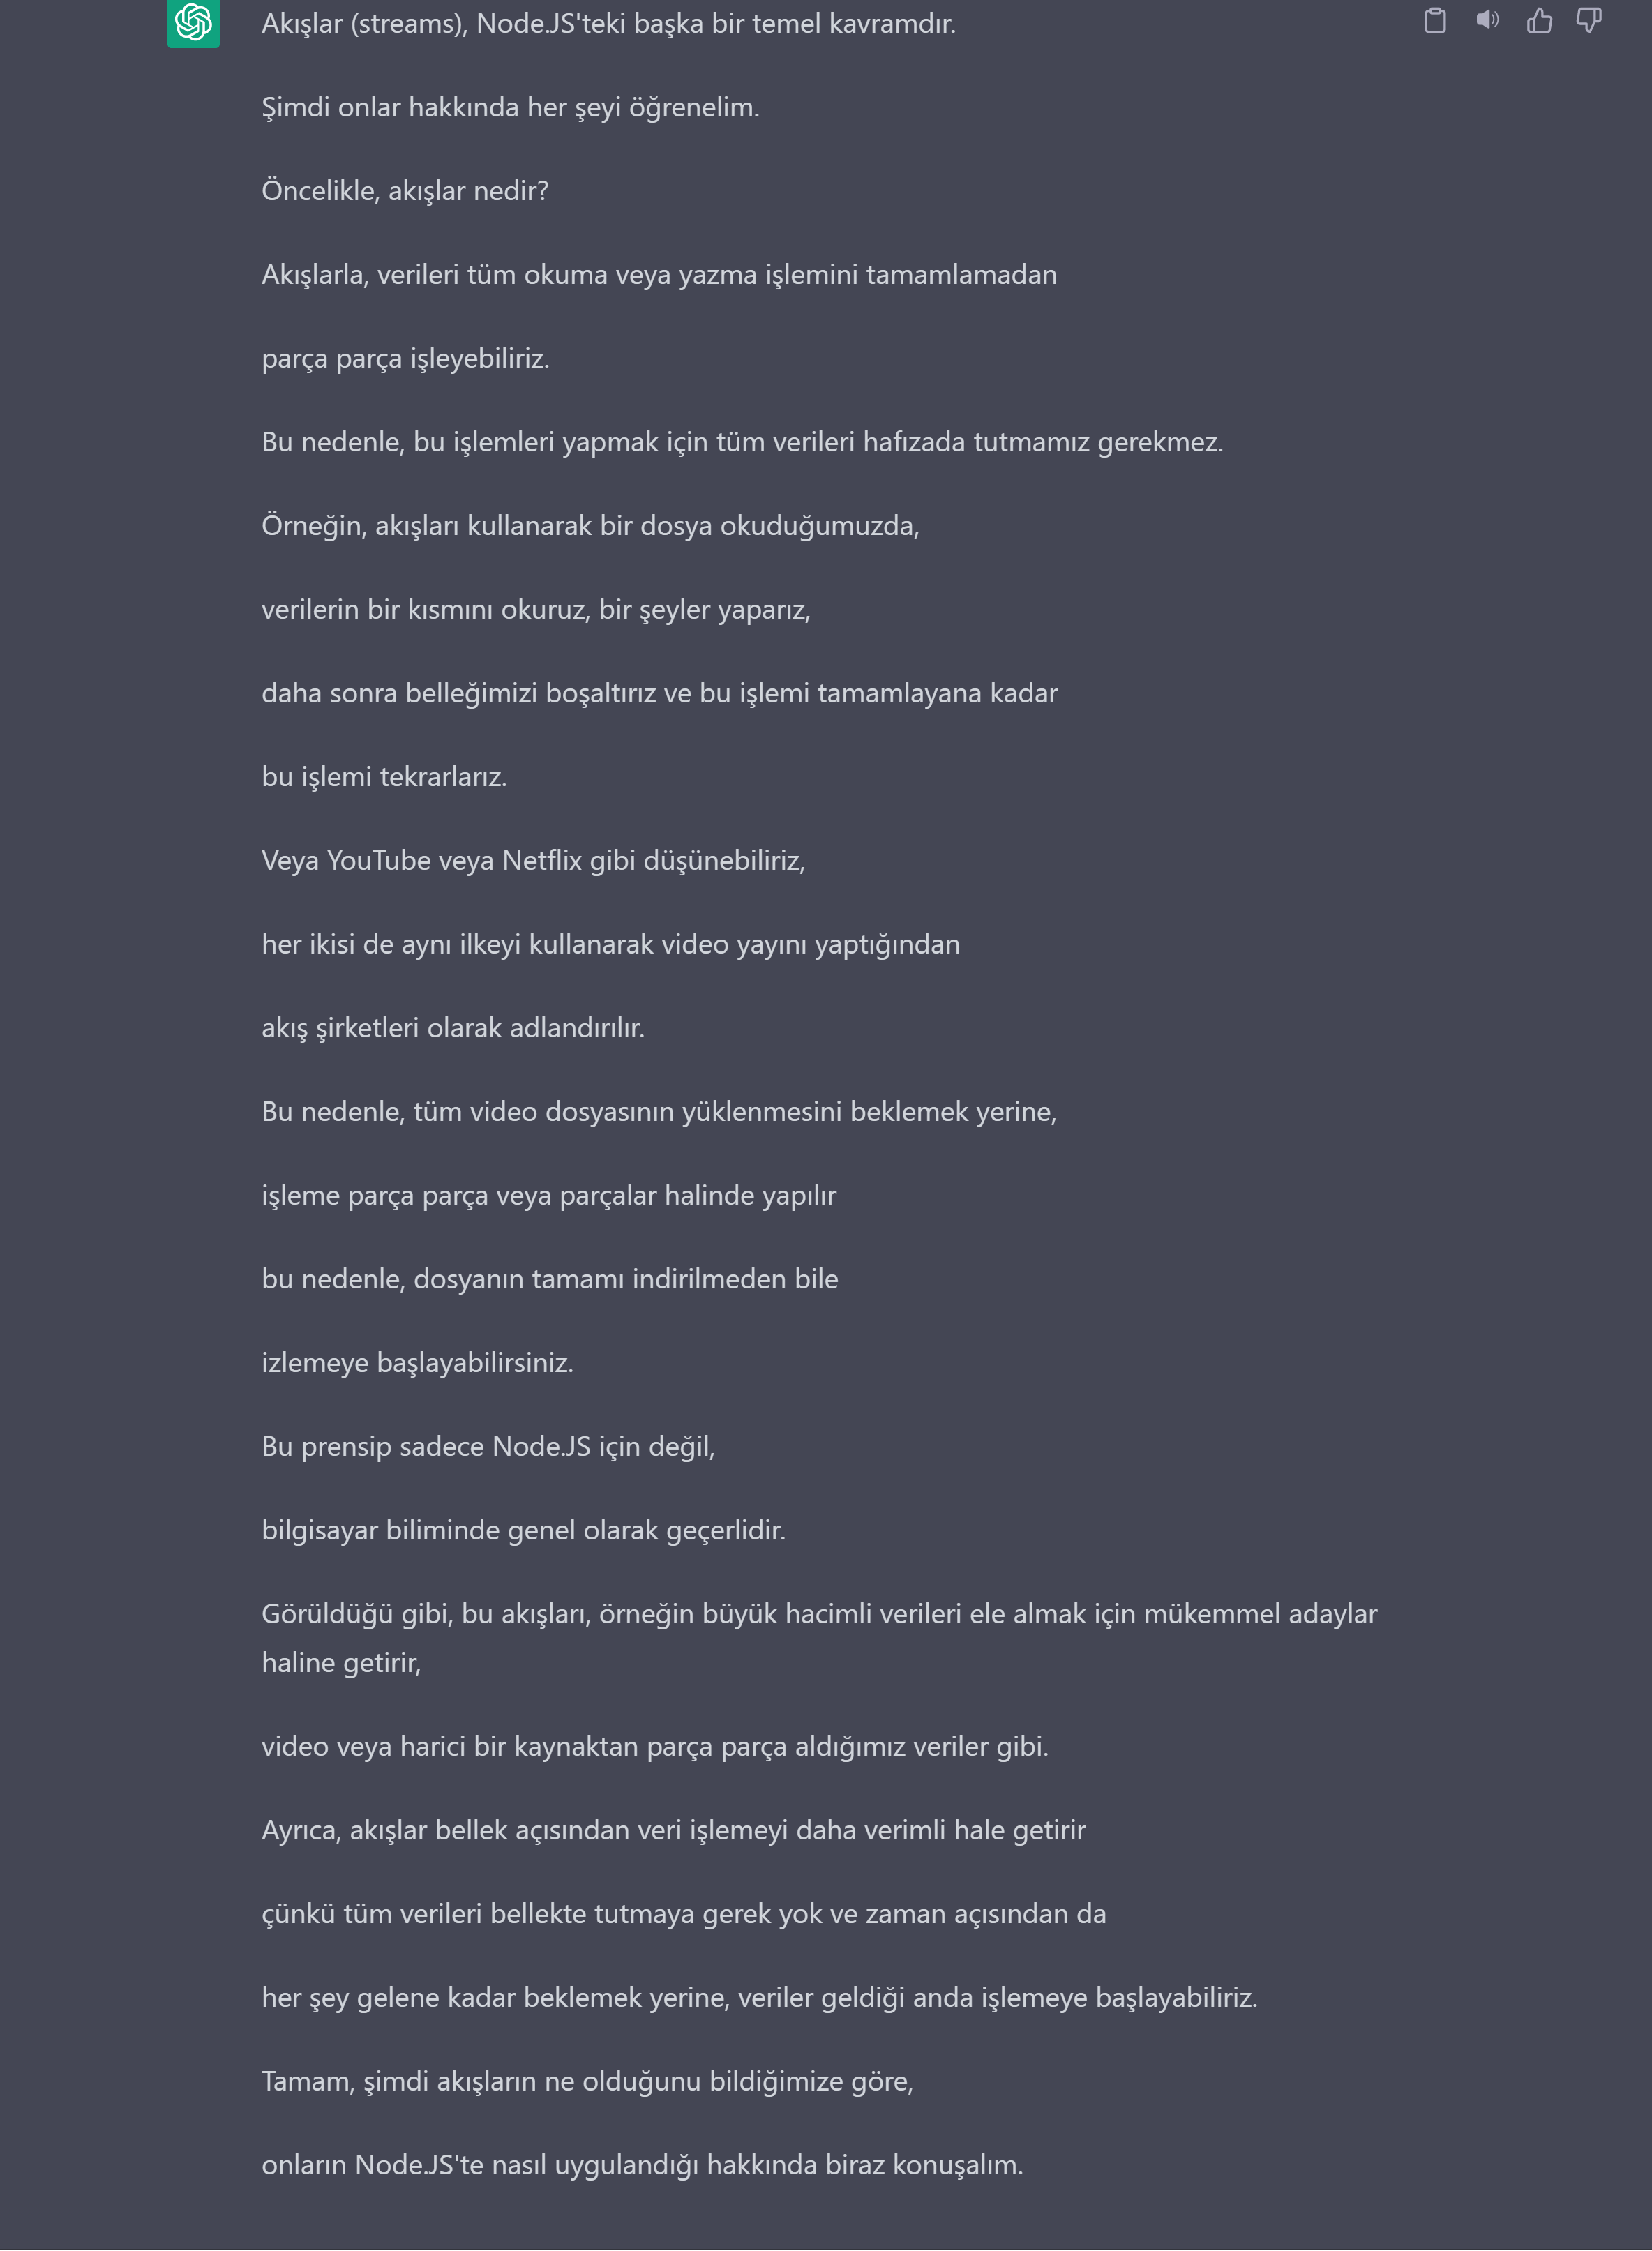 Akışlar (streams), Node.JS'teki başka bir temel kavramdır.
Şimdi onlar hakkında her şeyi öğrenelim.
Öncelikle, akışlar nedir?
Akışlarla, verileri tüm okuma veya yazma işlemini tamamlamadan
parça parça işleyebiliriz.
Bu nedenle, bu işlemleri yapmak için tüm verileri hafızada tutmamız gerekmez.
Örneğin, akışları kullanarak bir dosya okuduğumuzda,
verilerin bir kısmını okuruz, bir şeyler yaparız,
daha sonra belleğimizi boşaltırız ve bu işlemi tamamlayana kadar
bu işlemi tekrarlarız.
Veya YouTube veya Netflix gibi düşünebiliriz,
her ikisi de aynı ilkeyi kullanarak video yayını yaptığından
akış şirketleri olarak adlandırılır.
Bu nedenle, tüm video dosyasının yüklenmesini beklemek yerine,
işleme parça parça veya parçalar halinde yapılır
bu nedenle, dosyanın tamamı indirilmeden bile
izlemeye başlayabilirsiniz.
Bu prensip sadece Node.JS için değil,
bilgisayar biliminde genel olarak geçerlidir.
Görüldüğü gibi, bu akışları, örneğin büyük hacimli verileri ele almak için mükemmel adaylar
haline getirir,
video veya harici bir kaynaktan parça parça aldığımız veriler gibi.
Ayrıca, akışlar bellek açısından veri işlemeyi daha verimli hale getirir
çünkü tüm verileri bellekte tutmaya gerek yok ve zaman açısından da
her şey gelene kadar beklemek yerine, veriler geldiği anda işlemeye başlayabiliriz.
Tamam, şimdi akışların ne olduğunu bildiğimize göre,
onların Node.JS'te nasıl uygulandığı hakkında biraz konuşalım.